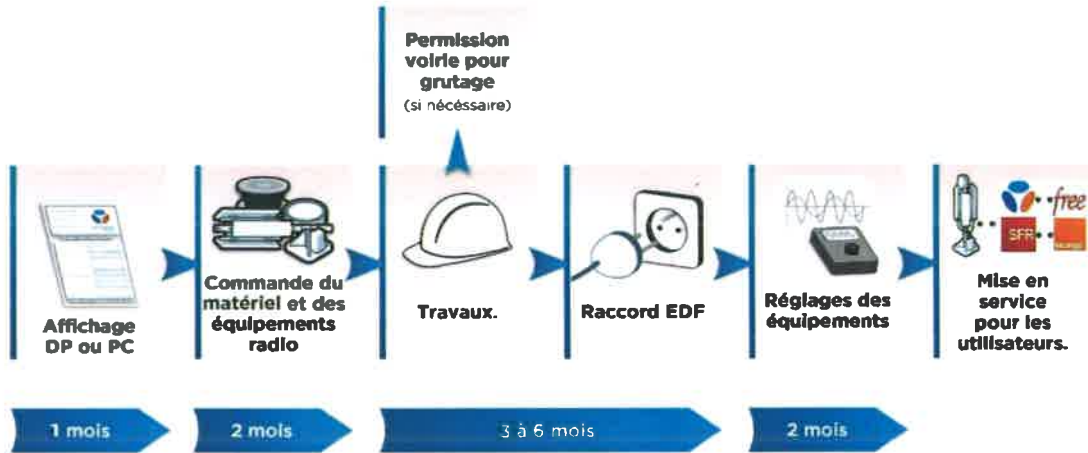 Permission
voirie pour
grutage
(si nécéssaire)
Affichage
DP ou PC
Commande du
matériel et des
équipements
radio
Travaux.
Raccord EDF
Réglages des
équipements
free
SFR
Mise en
service
pour les
utilisateurs.
1 mois
2 mois
3 à 6 mois
2 mois